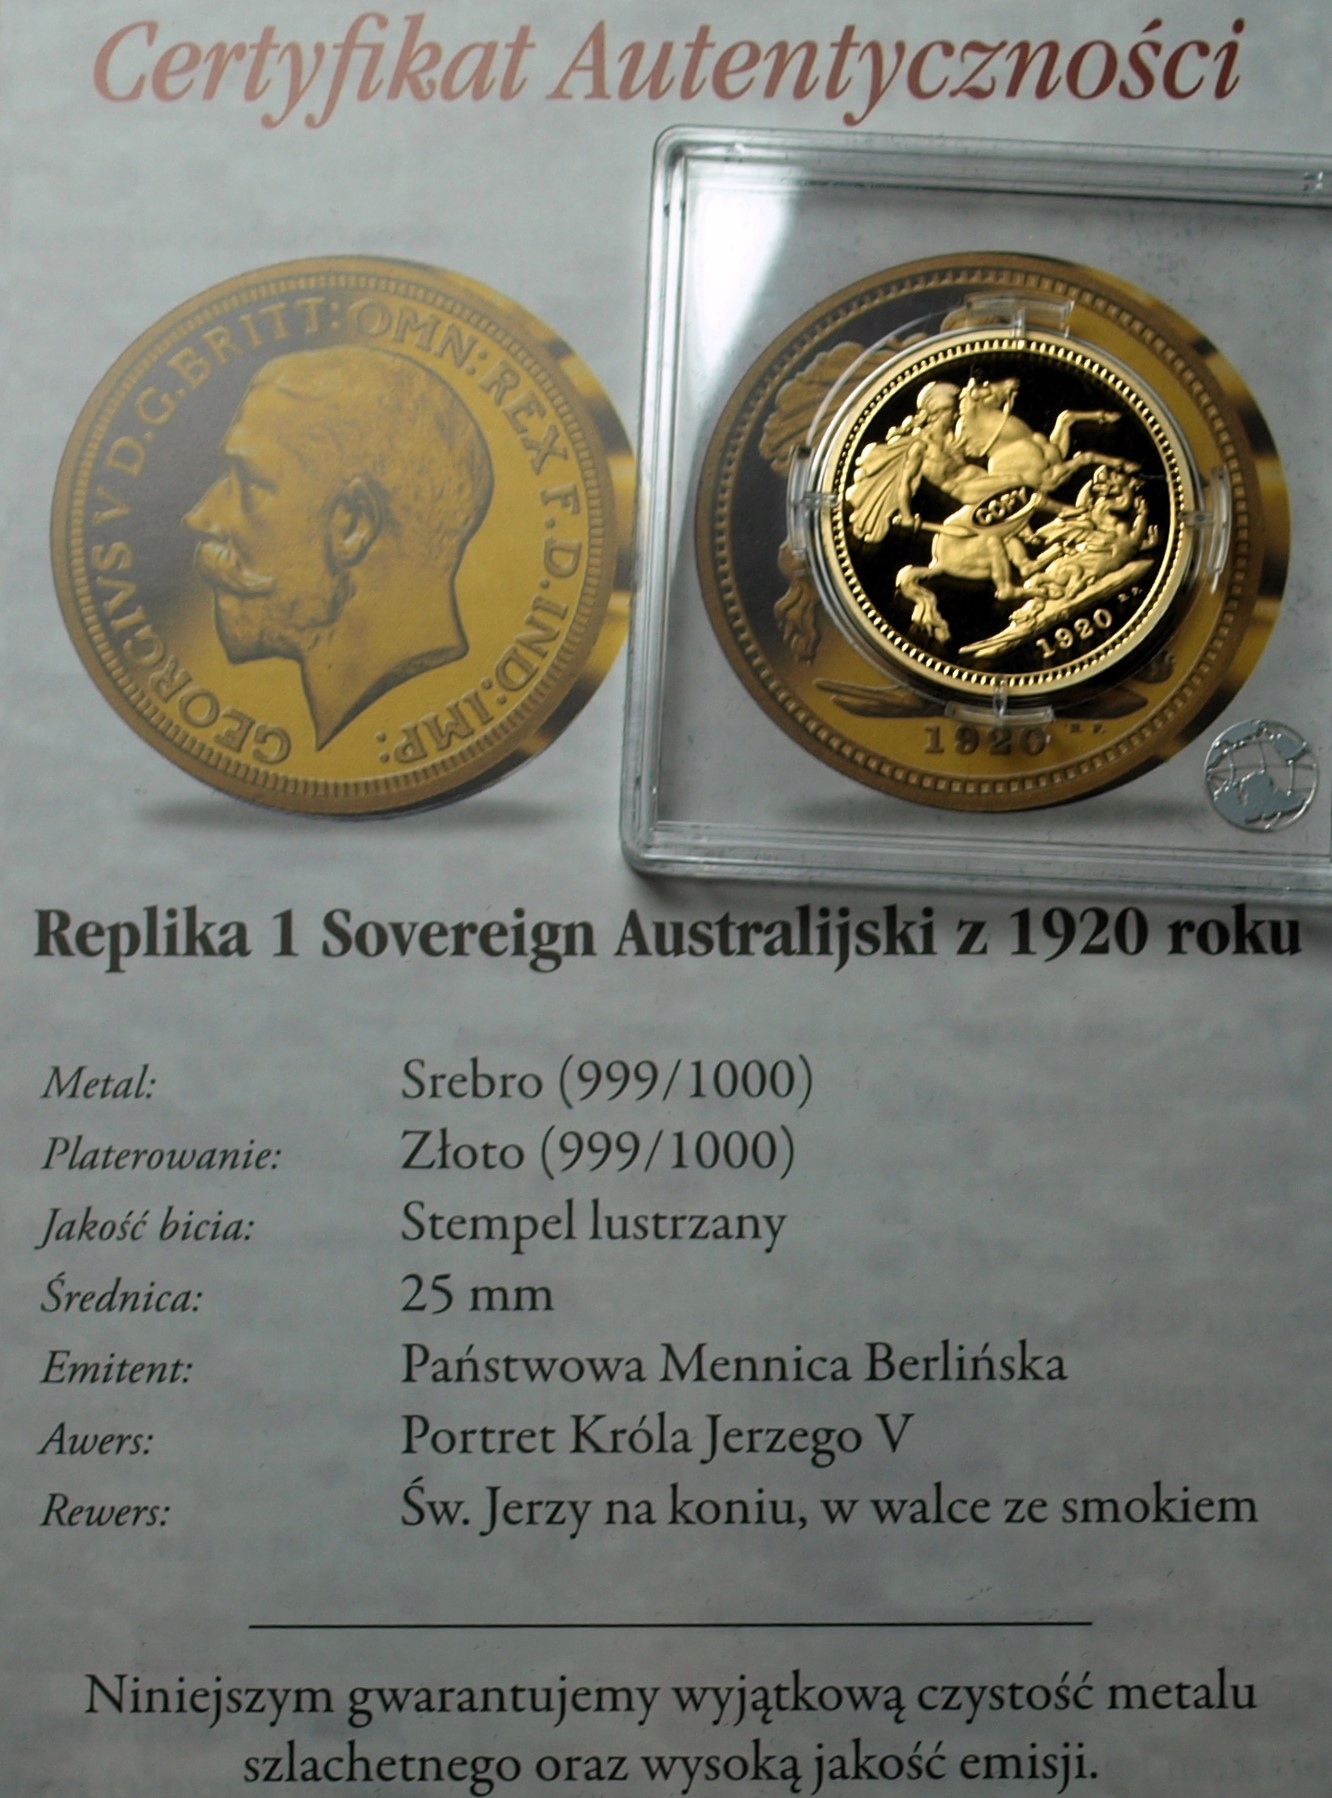 Certyfikat Autentyczności
GEORGIVS V D.G.BRITT:OMN:REX F.D.IND:IMP:
COPY
1920
B.P.
1920
B.P.
Replika 1 Sovereign Australijski z 1920 roku
Metal: Srebro (999/1000)
Platerowanie: Złoto (999/1000)
Jakość bicia: Stempel lustrzany
Średnica: 25 mm
Emitent: Państwowa Mennica Berlińska
Awers: Portret Króla Jerzego V
Rewers: Św. Jerzy na koniu, w walce ze smokiem
Niniejszym gwarantujemy wyjątkową czystość metalu
szlachetnego oraz wysoką jakość emisji.